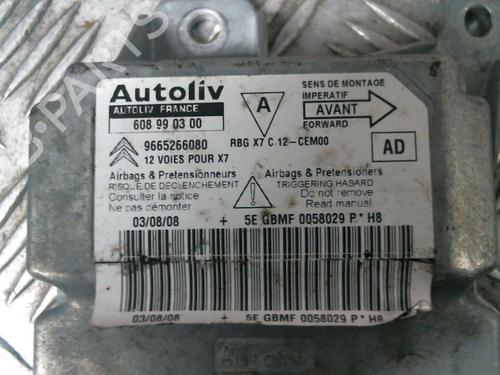 Autoliv
AUTOLIV FRANCE
608 99 03 00
A
SENS DE MONTAGE
IMPERATIF
AVANT
FORWARD
9665266080
RBG X7 C 12-CEM00
12 VOIES POUR X7
AD
Airbags & Pretensionneurs
Airbags & Pretensioners
RISQUE DE DECLENCHEMENT
TRIGGERING HASARD
Consulter la notice
Do not remove
Ne pas demonter
Read manual
03/08/08 + 5E GBMF 0058029 P* H8
03/08/08 + 5E GBMF 0058029 P* H8
Autoliv